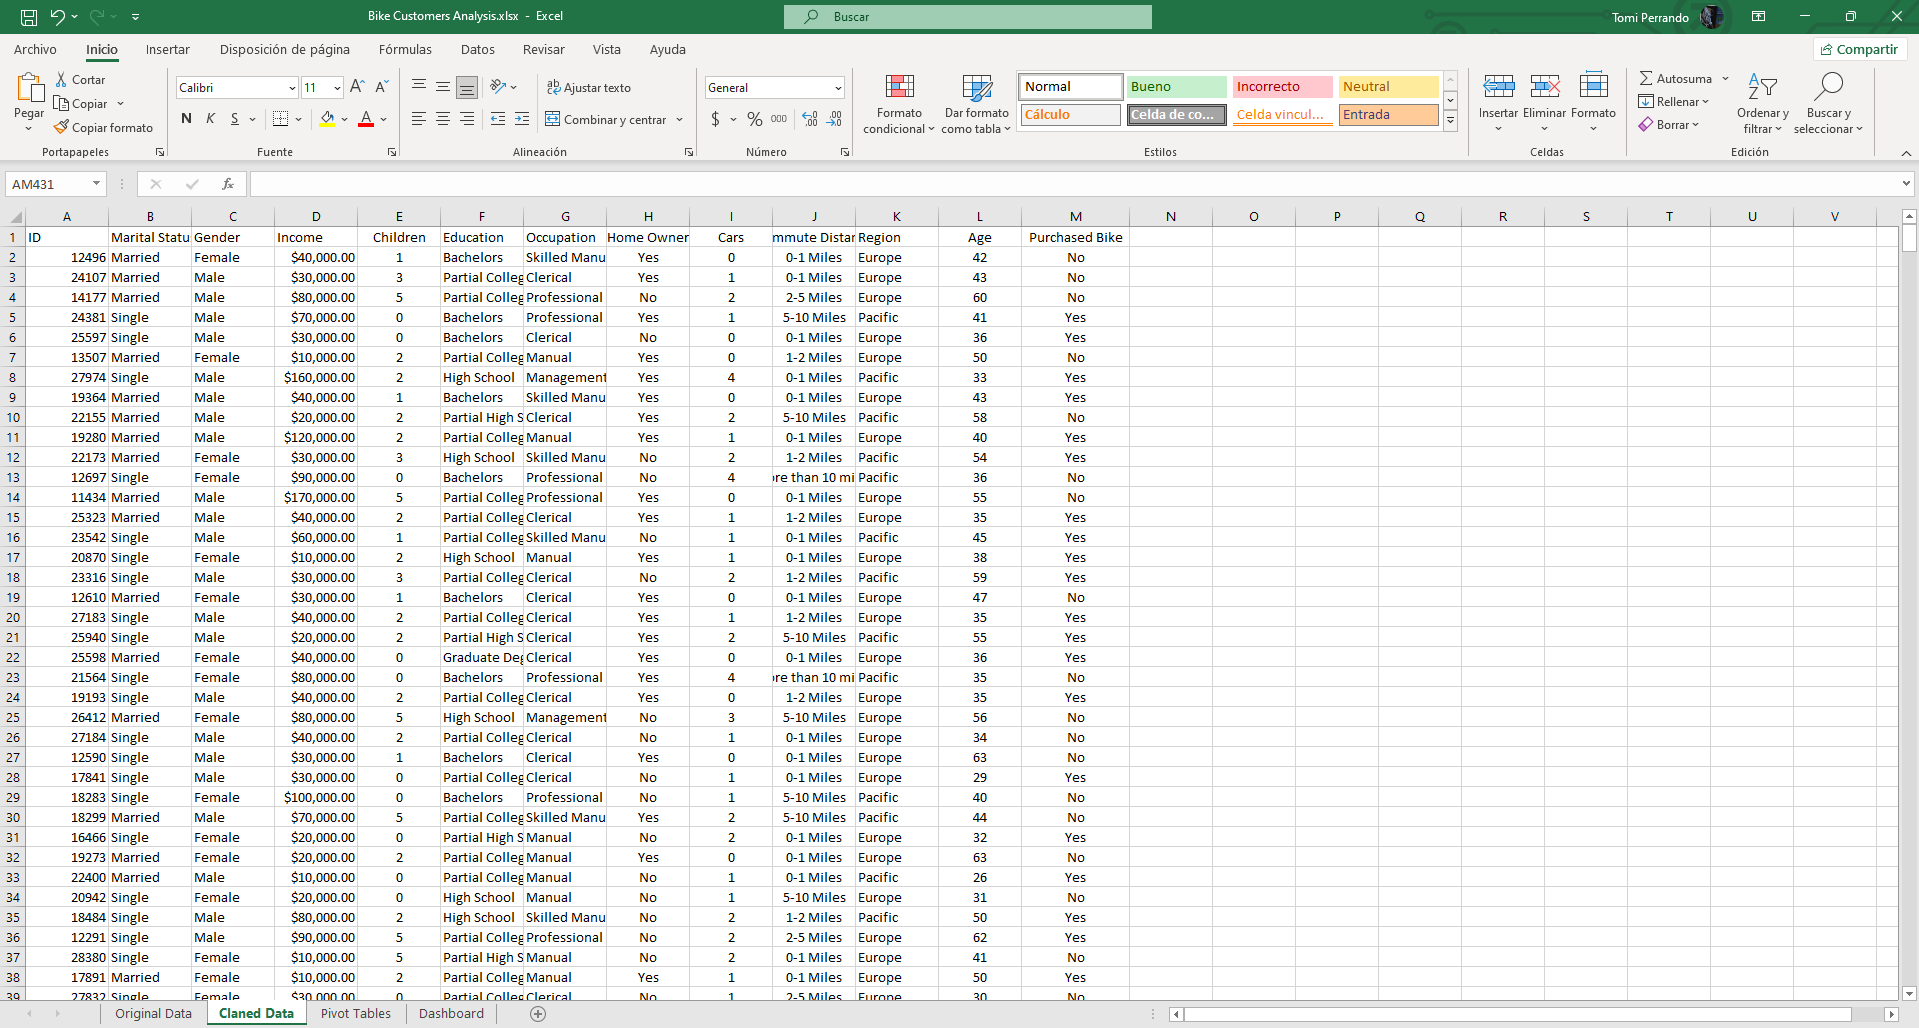 Bike Customers Analysis.xlsx - Excel
Buscar
Tomi Perrando
Archivo Inicio Insertar Disposición de página Fórmulas Datos Revisar Vista Ayuda
Compartir
Pegar
Cortar
Copiar
Copiar formato
Portapapeles
Calibri 11
N K S
Fuente
Ajustar texto
Combinar y centrar
Alineación
General
$ % 000
Número
Formato condicional
Dar formato como tabla
Normal Bueno Incorrecto Neutral
Cálculo Celda de co... Celda vincul... Entrada
Estilos
Insertar Eliminar Formato
Celdas
Autosuma
Rellenar
Borrar
Ordenar y filtrar
Buscar y seleccionar
Edición
AM431
fx
A B C D E F G H I J K L M N O P Q R S T U V
1 ID Marital Statu Gender Income Children Education Occupation Home Owner Cars mmute Distar Region Age Purchased Bike
2 12496 Married Female $40,000.00 1 Bachelors Skilled Manu Yes 0 0-1 Miles Europe 42 No
3 24107 Married Male $30,000.00 3 Partial Colleg Clerical Yes 1 0-1 Miles Europe 43 No
4 14177 Married Male $80,000.00 5 Partial Colleg Professional No 2 2-5 Miles Europe 60 No
5 24381 Single Male $70,000.00 0 Bachelors Professional Yes 1 5-10 Miles Pacific 41 Yes
6 25597 Single Male $30,000.00 0 Bachelors Clerical No 0 0-1 Miles Europe 36 Yes
7 13507 Married Female $10,000.00 2 Partial Colleg Manual Yes 0 1-2 Miles Europe 50 No
8 27974 Single Male $160,000.00 2 High School Management Yes 4 0-1 Miles Pacific 33 Yes
9 19364 Married Male $40,000.00 1 Bachelors Skilled Manu Yes 0 0-1 Miles Europe 43 Yes
10 22155 Married Male $20,000.00 2 Partial High S Clerical Yes 2 5-10 Miles Pacific 58 No
11 19280 Married Male $120,000.00 2 Partial Colleg Manual Yes 1 0-1 Miles Europe 40 Yes
12 22173 Married Female $30,000.00 3 High School Skilled Manu No 2 1-2 Miles Pacific 54 Yes
13 12697 Single Female $90,000.00 0 Bachelors Professional No 4 ore than 10 mi Pacific 36 No
14 11434 Married Male $170,000.00 5 Partial Colleg Professional Yes 0 0-1 Miles Europe 55 No
15 25323 Married Male $40,000.00 2 Partial Colleg Clerical Yes 1 1-2 Miles Europe 35 Yes
16 23542 Single Male $60,000.00 1 Partial Colleg Skilled Manu No 1 0-1 Miles Pacific 45 Yes
17 20870 Single Female $10,000.00 2 High School Manual Yes 1 0-1 Miles Europe 38 Yes
18 23316 Single Male $30,000.00 3 Partial Colleg Clerical No 2 1-2 Miles Pacific 59 Yes
19 12610 Married Female $30,000.00 1 Bachelors Clerical Yes 0 0-1 Miles Europe 47 No
20 27183 Single Male $40,000.00 2 Partial Colleg Clerical Yes 1 1-2 Miles Europe 35 Yes
21 25940 Single Male $20,000.00 2 Partial High S Clerical Yes 2 5-10 Miles Pacific 55 Yes
22 25598 Married Female $40,000.00 0 Graduate Deg Clerical Yes 0 0-1 Miles Europe 36 Yes
23 21564 Single Female $80,000.00 0 Bachelors Professional Yes 4 ore than 10 mi Pacific 35 No
24 19193 Single Male $40,000.00 2 Partial Colleg Clerical Yes 0 1-2 Miles Europe 35 Yes
25 26412 Married Female $80,000.00 5 High School Management No 3 5-10 Miles Europe 56 No
26 27184 Single Male $40,000.00 2 Partial Colleg Clerical No 1 0-1 Miles Europe 34 No
27 12590 Single Male $30,000.00 1 Bachelors Clerical Yes 0 0-1 Miles Europe 63 No
28 17841 Single Male $30,000.00 0 Partial Colleg Clerical No 1 0-1 Miles Europe 29 Yes
29 18283 Single Female $100,000.00 0 Bachelors Professional No 1 5-10 Miles Pacific 40 No
30 18299 Married Male $70,000.00 5 Partial Colleg Skilled Manu Yes 2 5-10 Miles Pacific 44 No
31 16466 Single Female $20,000.00 0 Partial High S Manual No 2 0-1 Miles Europe 32 Yes
32 19273 Married Female $20,000.00 2 Partial Colleg Manual Yes 0 0-1 Miles Europe 63 No
33 22400 Married Male $10,000.00 0 Partial Colleg Manual No 1 0-1 Miles Pacific 26 Yes
34 20942 Single Female $20,000.00 0 High School Manual No 1 5-10 Miles Europe 31 No
35 18484 Single Male $80,000.00 2 High School Skilled Manu No 2 1-2 Miles Pacific 50 Yes
36 12291 Single Male $90,000.00 5 Partial Colleg Professional No 2 2-5 Miles Europe 62 Yes
37 28380 Single Female $10,000.00 5 Partial High S Manual No 2 0-1 Miles Europe 41 No
38 17891 Married Female $10,000.00 2 Partial Colleg Manual Yes 1 0-1 Miles Europe 50 Yes
39 27832 Single Female $30,000.00 0 Partial Colleg Clerical No 1 2-5 Miles Europe 30 No
Original Data Claned Data Pivot Tables Dashboard